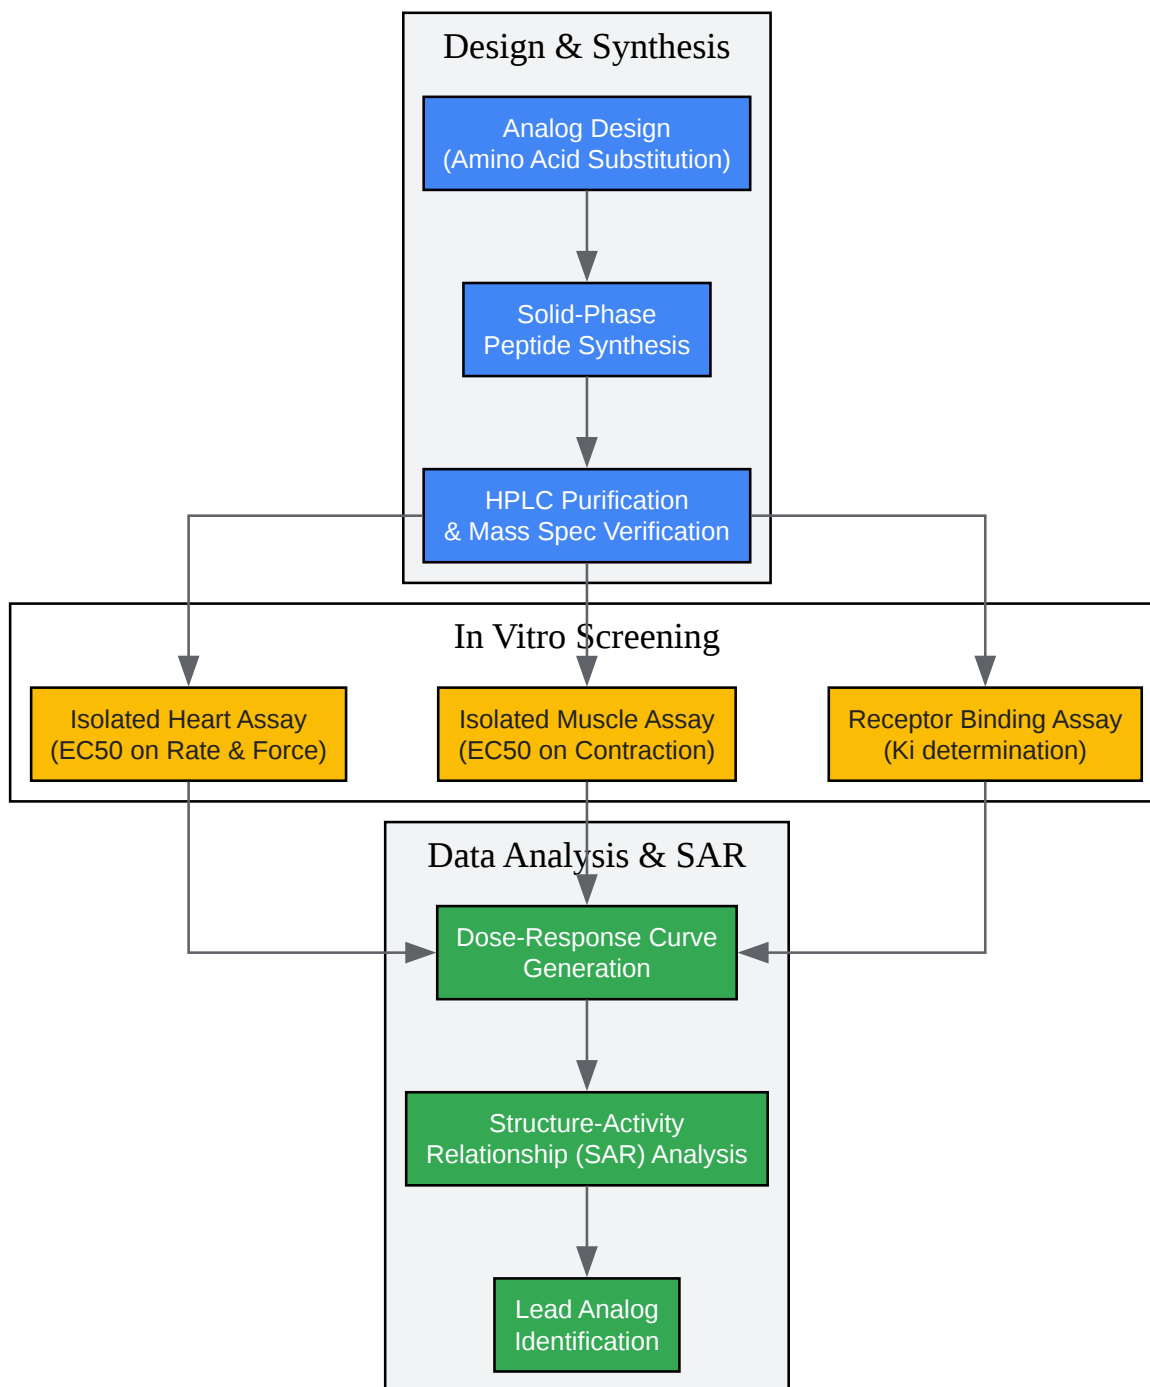 Design & Synthesis
Analog Design
(Amino Acid Substitution)
Solid-Phase
Peptide Synthesis
HPLC Purification
& Mass Spec Verification
In Vitro Screening
Isolated Heart Assay
(EC50 on Rate & Force)
Isolated Muscle Assay
(EC50 on Contraction)
Receptor Binding Assay
(Ki determination)
Data Analysis & SAR
Dose-Response Curve
Generation
Structure-Activity
Relationship (SAR) Analysis
Lead Analog
Identification